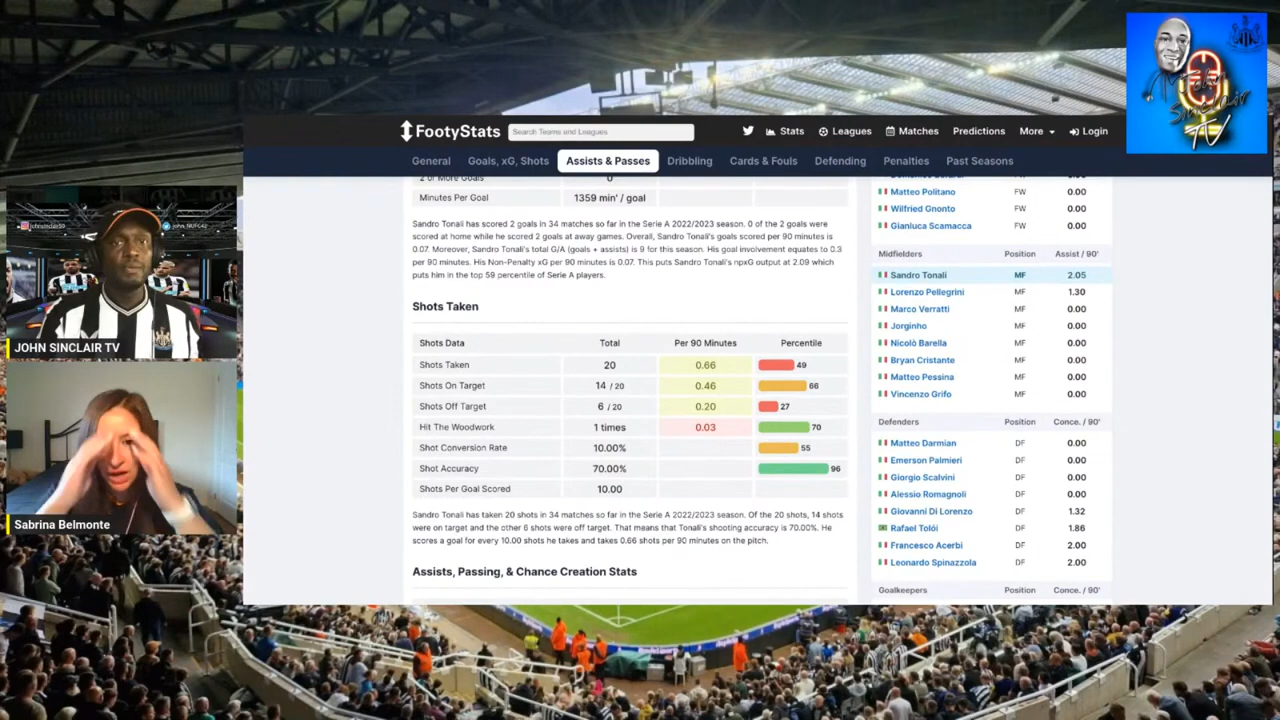 FootyStats
Search Teams and Leagues
Stats
Leagues
Matches
Predictions
More
Login
John
Sinclair
TV
General
Goals, xG, Shots
Assists & Passes
Dribbling
Cards & Fouls
Defending
Penalties
Past Seasons
2 or More Goals 0
Minutes Per Goal 1359 min' / goal
Sandro Tonali has scored 2 goals in 34 matches so far in the Serie A 2022/2023 season. 0 of the 2 goals were
scored at home while he scored 2 goals at away games. Overall, Sandro Tonali's goals scored per 90 minutes is
0.07. Moreover, Sandro Tonali's total G/A (goals + assists) is 9 for this season. His goal involvement equates to 0.3
per 90 minutes. His Non-Penalty xG per 90 minutes is 0.07. This puts Sandro Tonali's npxG output at 2.09 which
puts him in the top 59 percentile of Serie A players.
Shots Taken
Shots Data Total Per 90 Minutes Percentile
Shots Taken 20 0.66 49
Shots On Target 14 / 20 0.46 66
Shots Off Target 6 / 20 0.20 27
Hit The Woodwork 1 times 0.03 70
Shot Conversion Rate 10.00% 55
Shot Accuracy 70.00% 96
Shots Per Goal Scored 10.00
Sandro Tonali has taken 20 shots in 34 matches so far in the Serie A 2022/2023 season. Of the 20 shots, 14 shots
were on target and the other 6 shots were off target. That means that Tonali's shooting accuracy is 70.00%. He
scores a goal for every 10.00 shots he takes and takes 0.66 shots per 90 minutes on the pitch.
Assists, Passing, & Chance Creation Stats
Matteo Politano FW 0.00
Wilfried Gnonto FW 0.00
Gianluca Scamacca FW 0.00
Midfielders Position Assist / 90'
Sandro Tonali MF 2.05
Lorenzo Pellegrini MF 1.30
Marco Verratti MF 0.00
Jorginho MF 0.00
Nicolò Barella MF 0.00
Bryan Cristante MF 0.00
Matteo Pessina MF 0.00
Vincenzo Grifo MF 0.00
Defenders Position Conce. / 90'
Matteo Darmian DF 0.00
Emerson Palmieri DF 0.00
Giorgio Scalvini DF 0.00
Alessio Romagnoli DF 0.00
Giovanni Di Lorenzo DF 1.32
Rafael Tolói DF 1.86
Francesco Acerbi DF 2.00
Leonardo Spinazzola DF 2.00
Goalkeepers Position Conce. / 90'
JOHN SINCLAIR TV
Sabrina Belmonte